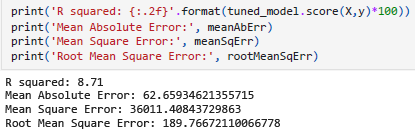 print('R squared: {:.2f}'.format(tuned_model.score(X,y)*100))
print('Mean Absolute Error:', meanAbErr)
print('Mean Square Error:', meanSqErr)
print('Root Mean Square Error:', rootMeanSqErr)
R squared: 8.71
Mean Absolute Error: 62.65934621355715
Mean Square Error: 36011.40843729863
Root Mean Square Error: 189.76672110066778